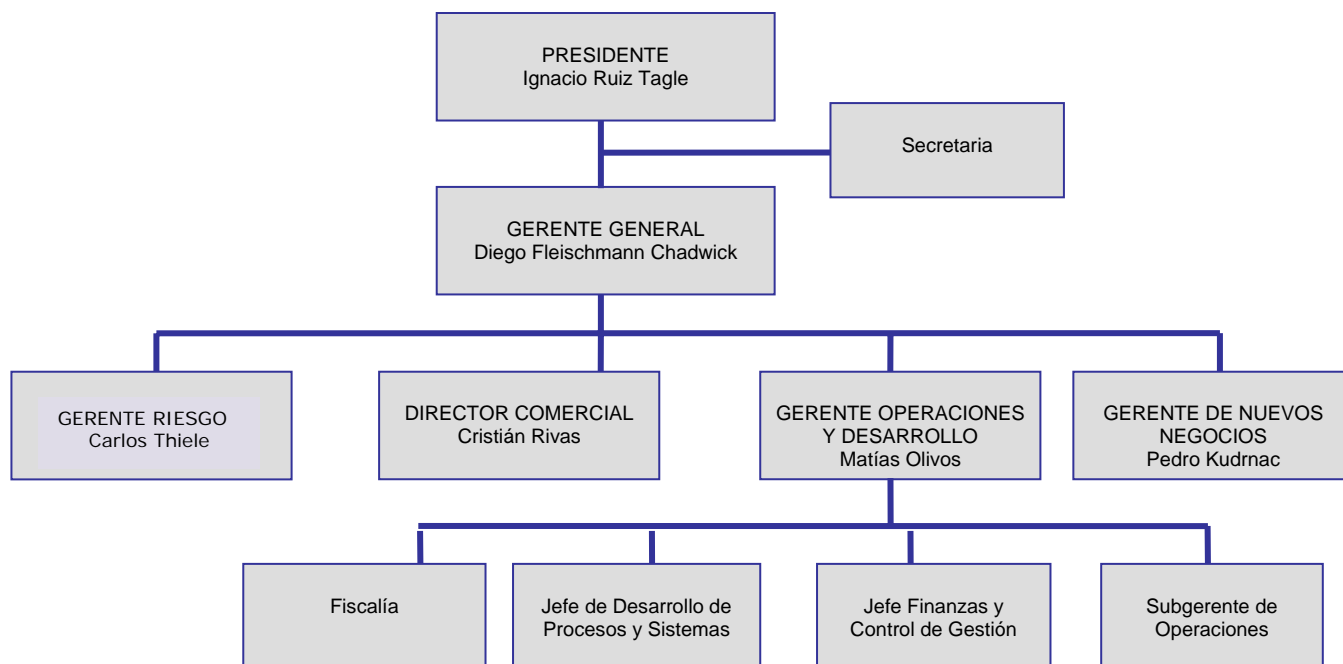 PRESIDENTE
Ignacio Ruiz Tagle
Secretaria
GERENTE GENERAL
Diego Fleischmann Chadwick
GERENTE RIESGO
Carlos Thiele
DIRECTOR COMERCIAL
Cristián Rivas
GERENTE OPERACIONES
Y DESARROLLO
Matías Olivos
GERENTE DE NUEVOS
NEGOCIOS
Pedro Kudrnac
Fiscalía
Jefe de Desarrollo de
Procesos y Sistemas
Jefe Finanzas y
Control de Gestión
Subgerente de
Operaciones